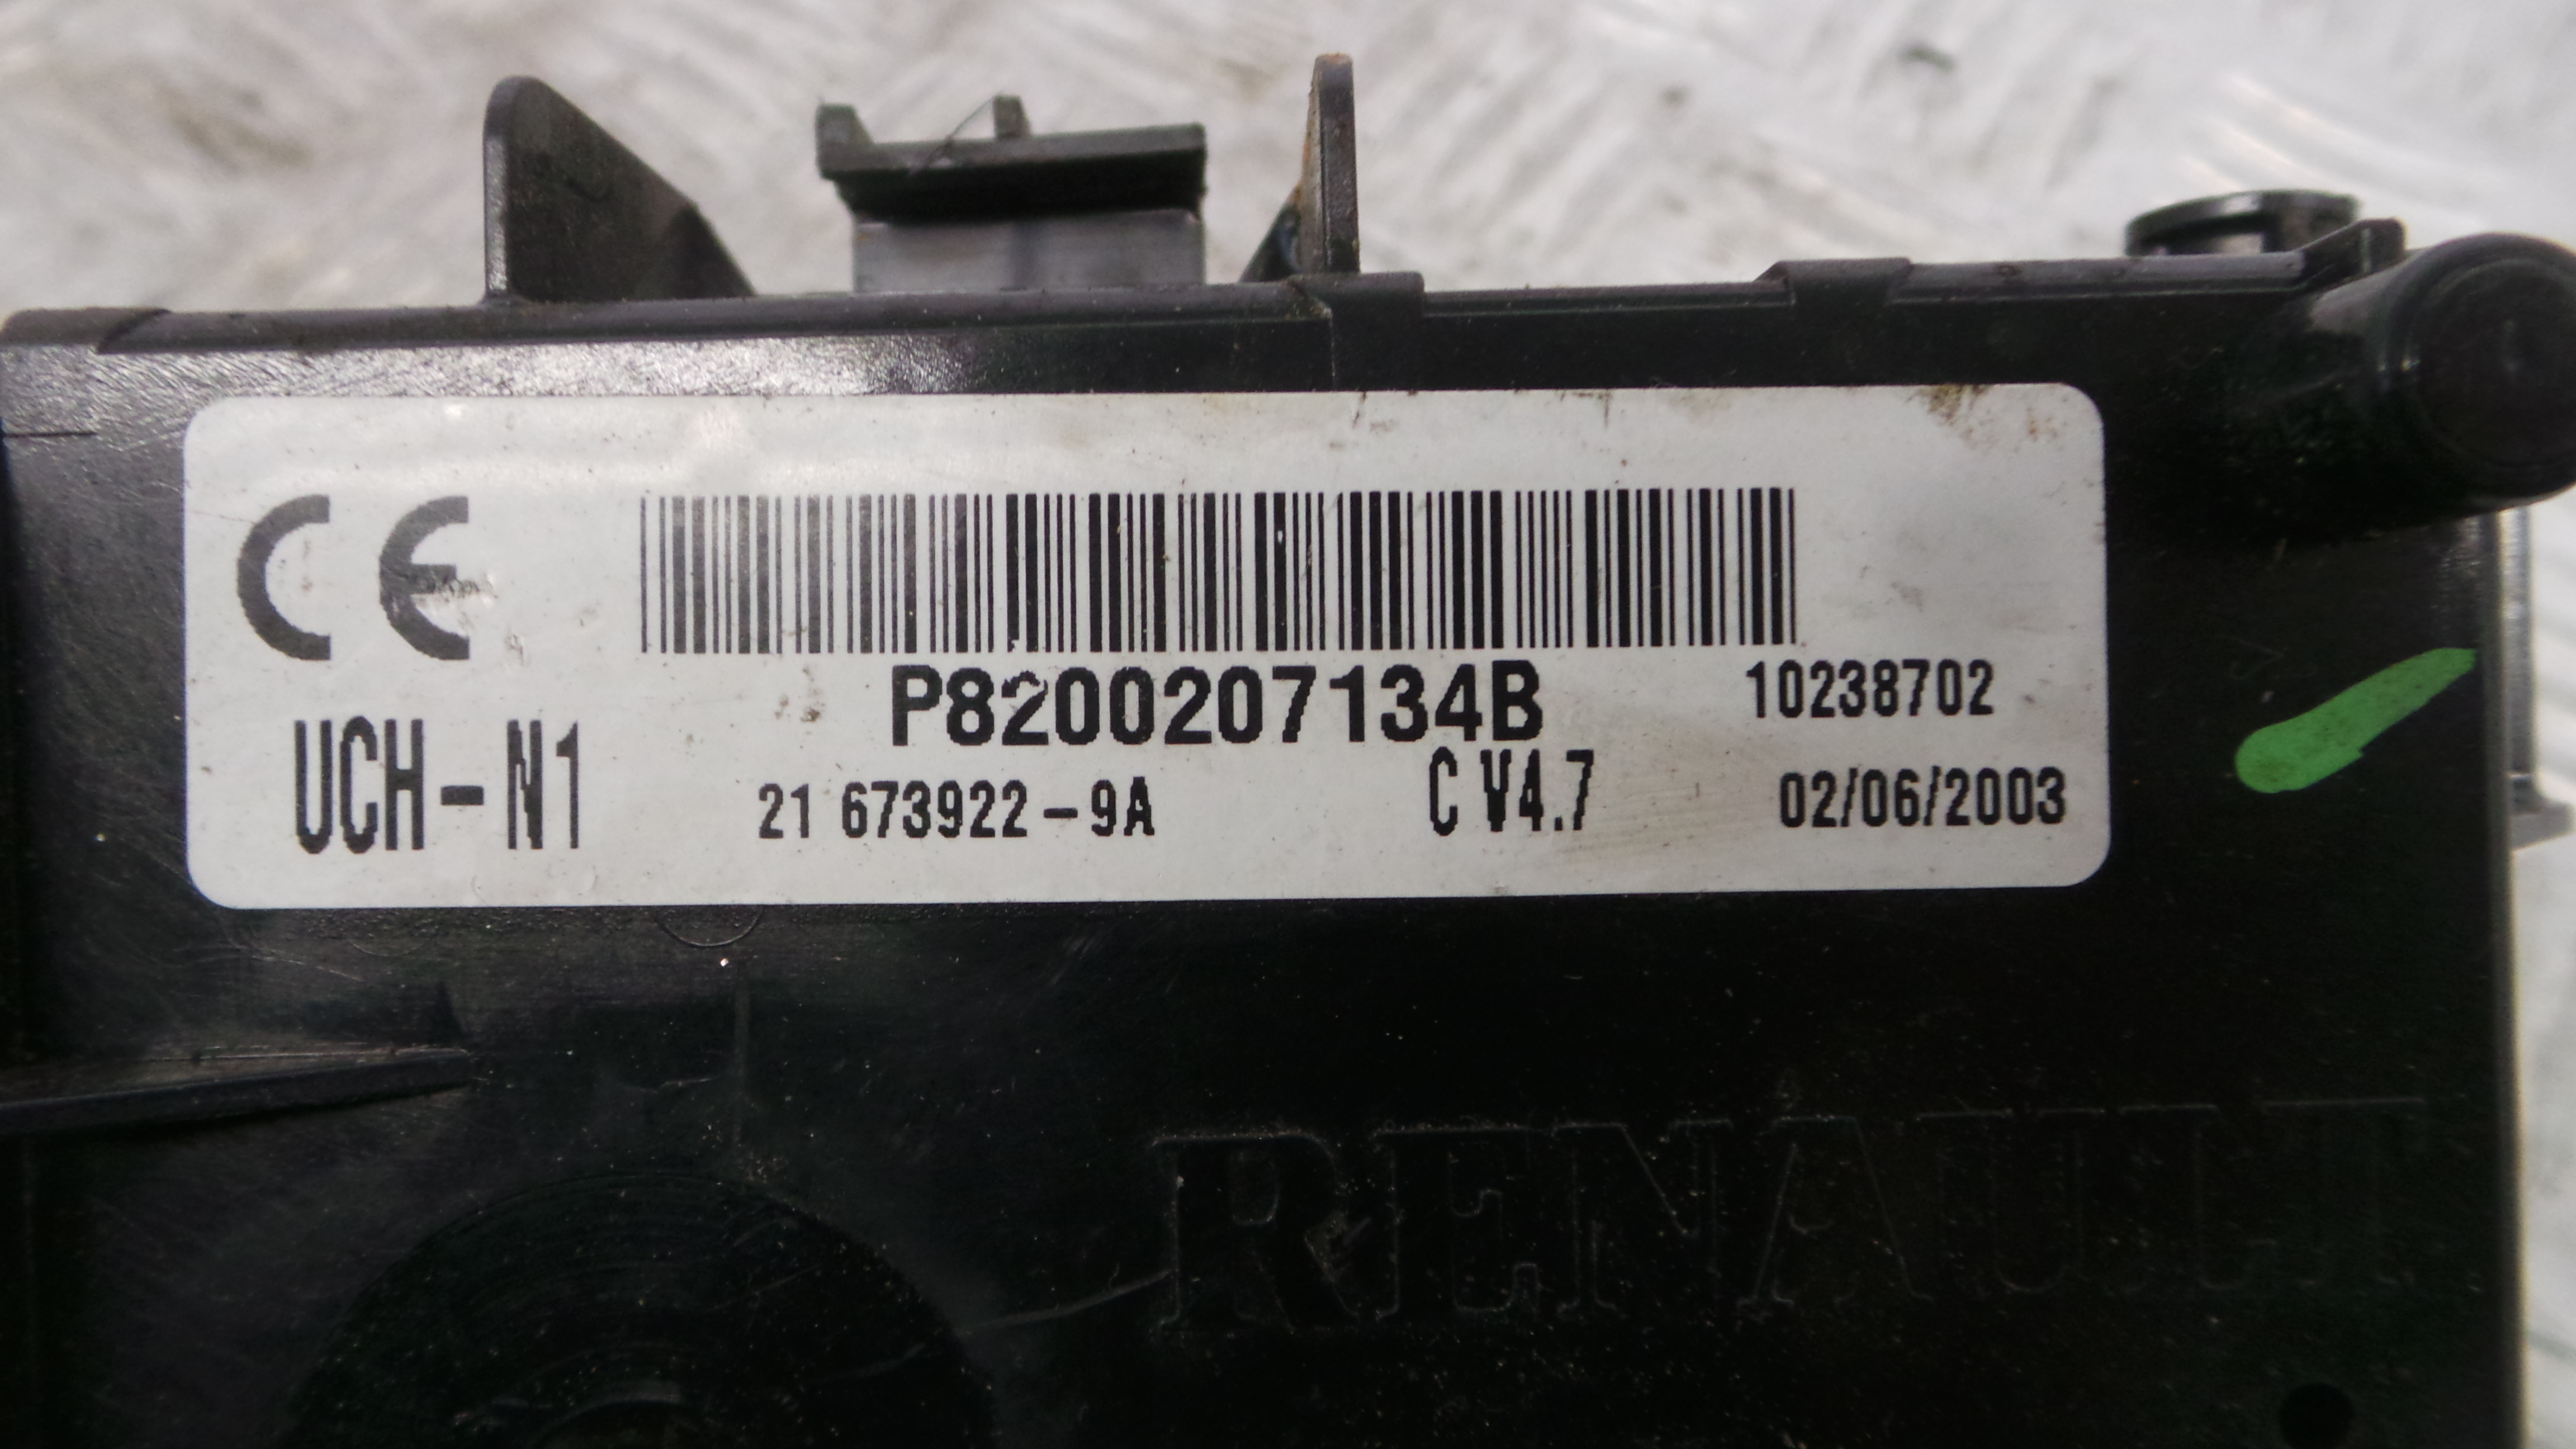 CE
P8200207134B 10238702
UCH-N1 21 673922-9A C V4.7 02/06/2003
RENAULT